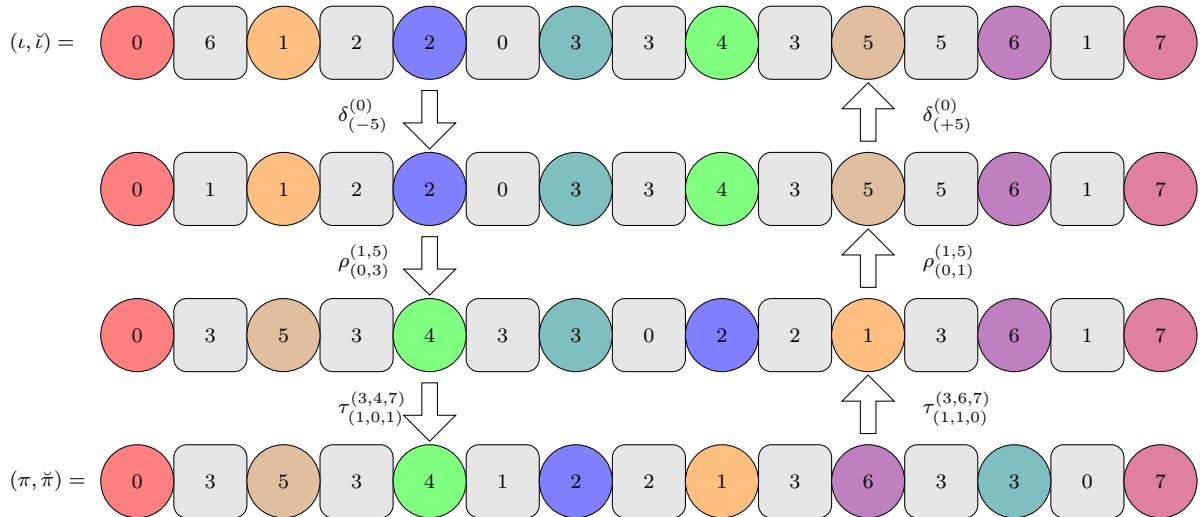 (ι, ῐ) = 0 6 1 2 2 0 3 3 4 3 5 5 6 1 7
δ^{(0)}_{(−5)} δ^{(0)}_{(+5)}
0 1 1 2 2 0 3 3 4 3 5 5 6 1 7
ρ^{(1,5)}_{(0,3)} ρ^{(1,5)}_{(0,1)}
0 3 5 3 4 3 3 0 2 2 1 3 6 1 7
τ^{(3,4,7)}_{(1,0,1)} τ^{(3,6,7)}_{(1,1,0)}
(π, π̆) = 0 3 5 3 4 1 2 2 1 3 6 3 3 0 7